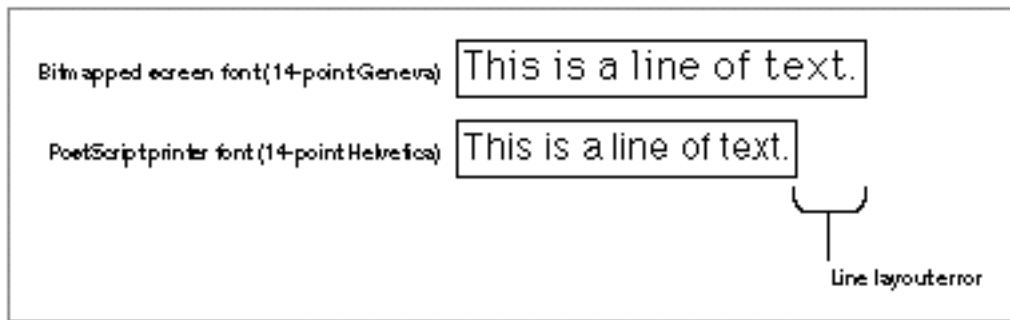 Bitmapped screen font (14-point Geneva) This is a line of text.
PostScript printer font (14-point Helvetica) This is a line of text.
Line layout error